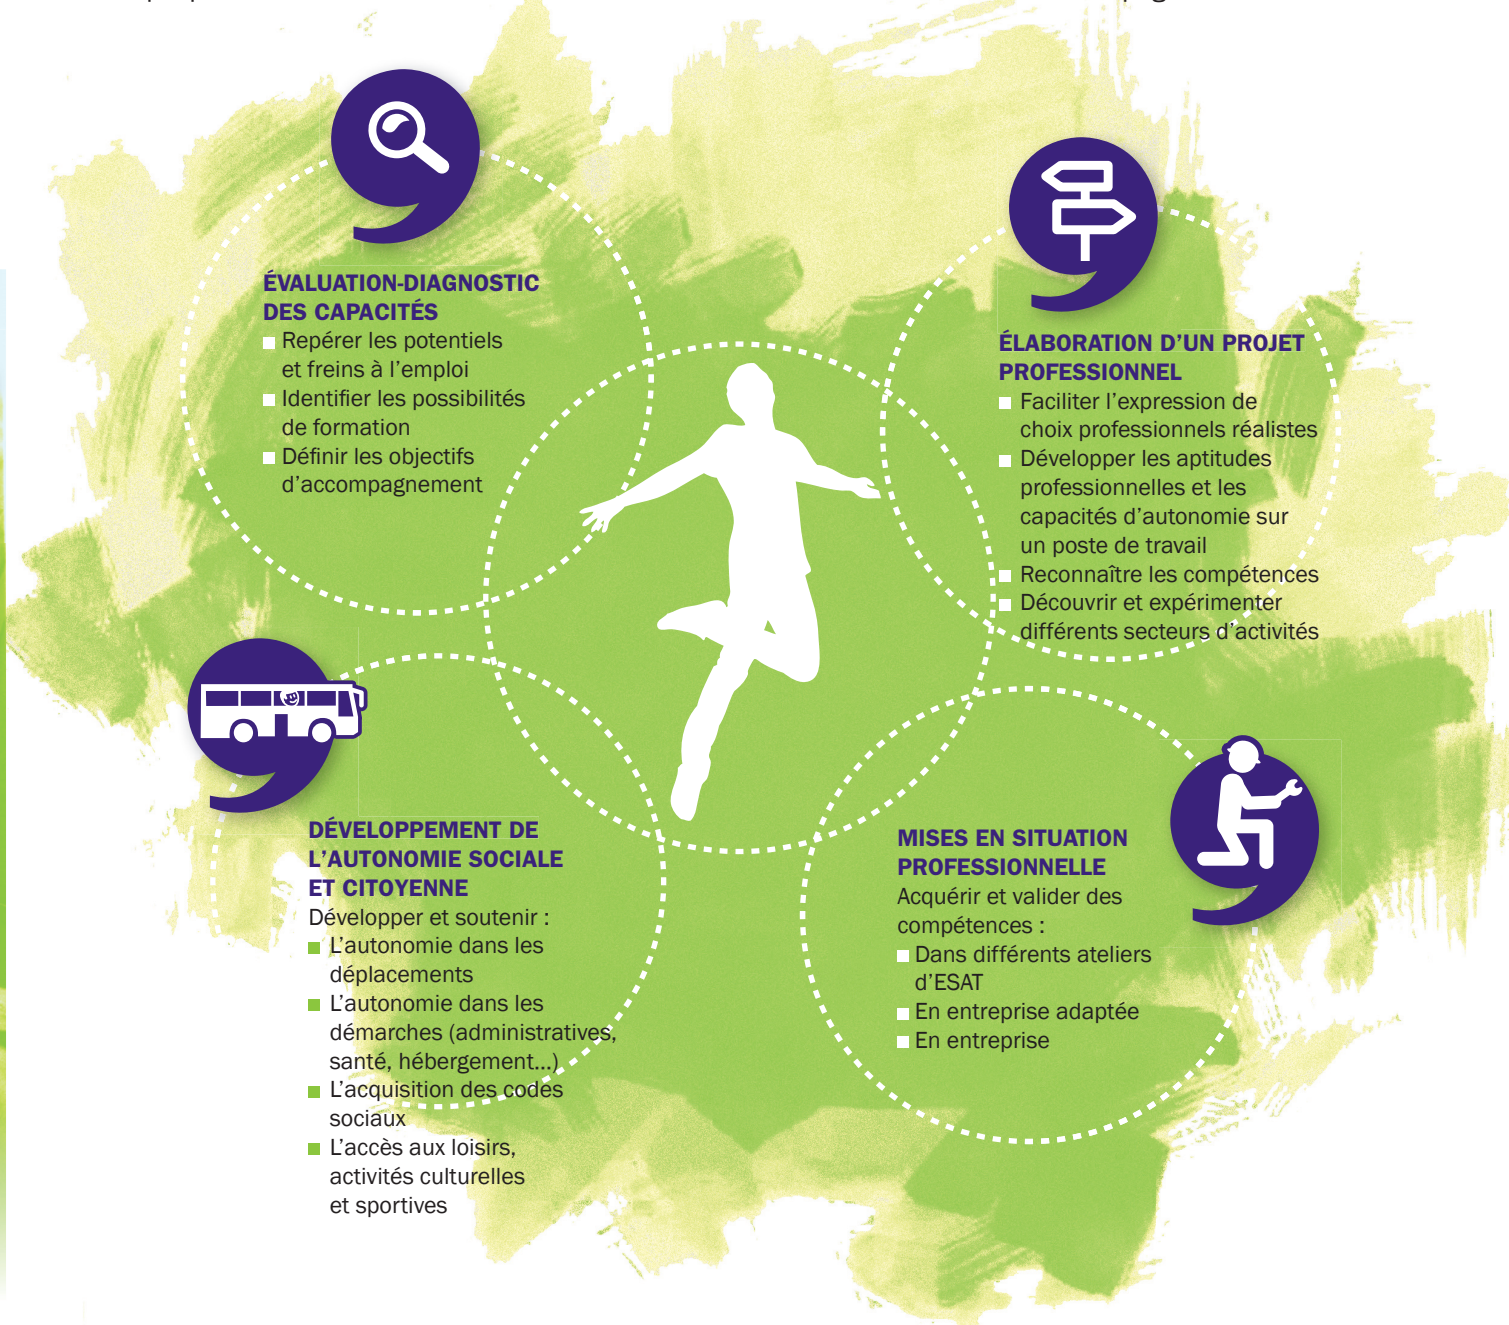 ÉVALUATION-DIAGNOSTIC
DES CAPACITÉS
Repérer les potentiels
et freins à l’emploi
Identifier les possibilités
de formation
Définir les objectifs
d’accompagnement
ÉLABORATION D’UN PROJET
PROFESSIONNEL
Faciliter l’expression de
choix professionnels réalistes
Développer les aptitudes
professionnelles et les
capacités d’autonomie sur
un poste de travail
Reconnaître les compétences
Découvrir et expérimenter
différents secteurs d’activités
DÉVELOPPEMENT DE
L’AUTONOMIE SOCIALE
ET CITOYENNE
Développer et soutenir :
L’autonomie dans les
déplacements
L’autonomie dans les
démarches (administratives,
santé, hébergement...)
L’acquisition des codes
sociaux
L’accès aux loisirs,
activités culturelles
et sportives
MISES EN SITUATION
PROFESSIONNELLE
Acquérir et valider des
compétences :
Dans différents ateliers
d’ESAT
En entreprise adaptée
En entreprise